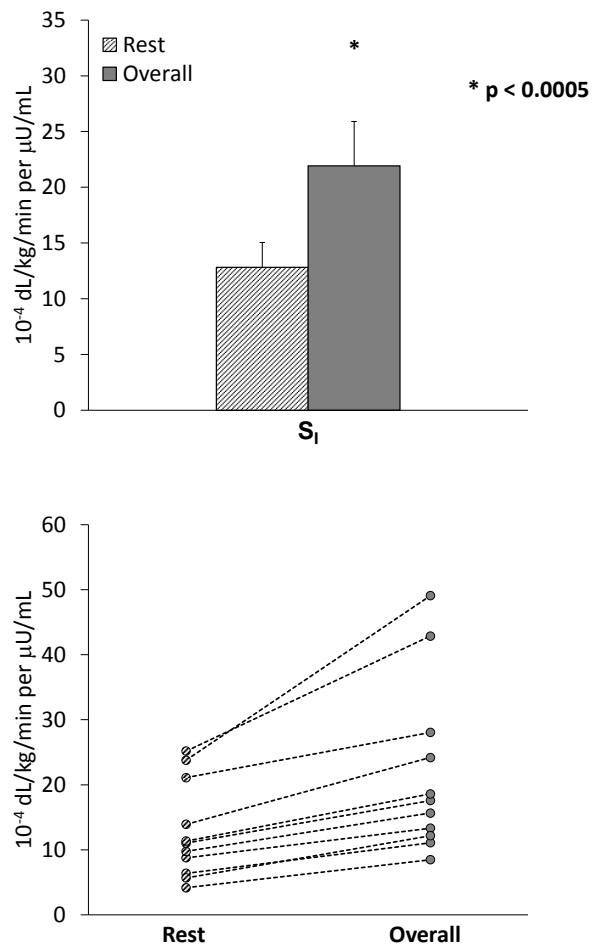 35
30
25
20
15
10
5
0
10⁻⁴ dL/kg/min per μU/mL
Rest
Overall
*
* p < 0.0005
S_I
60
50
40
30
20
10
0
10⁻⁴ dL/kg/min per μU/mL
Rest Overall